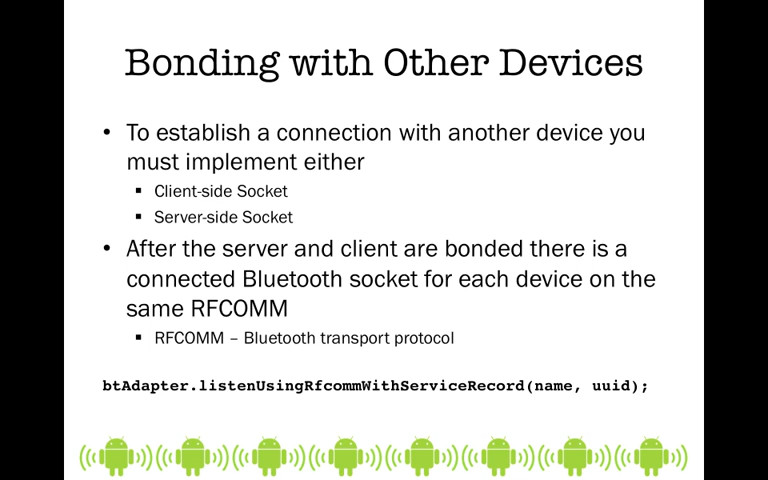 Bonding with Other Devices
• To establish a connection with another device you
must implement either
▪ Client-side Socket
▪ Server-side Socket
• After the server and client are bonded there is a
connected Bluetooth socket for each device on the
same RFCOMM
▪ RFCOMM – Bluetooth transport protocol
btAdapter.listenUsingRfcommWithServiceRecord(name, uuid);